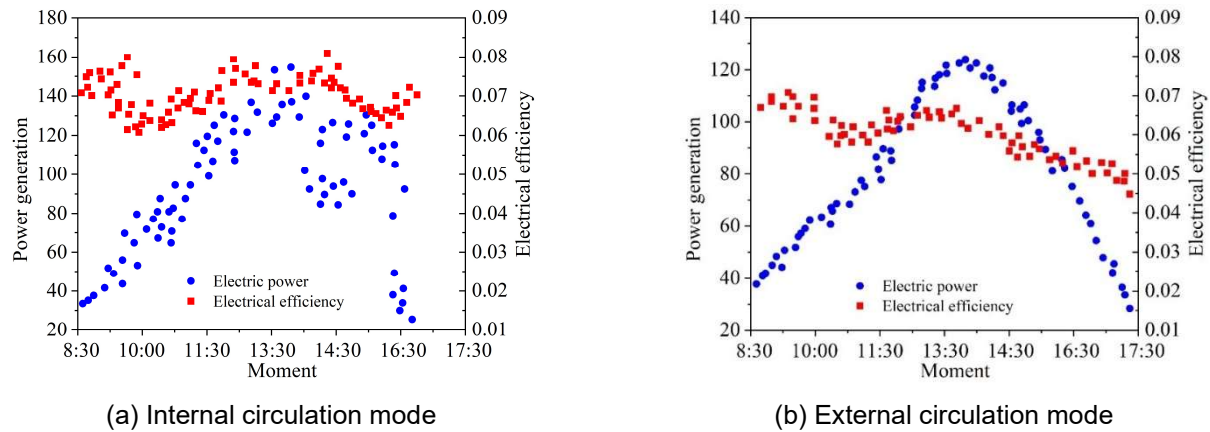 180
160
140
120
100
80
60
40
20
Power generation
0.09
0.08
0.07
0.06
0.05
0.04
0.03
0.02
0.01
Electrical efficiency
Electric power
Electrical efficiency
8:30 10:00 11:30 13:30 14:30 16:30 17:30
Moment
(a) Internal circulation mode
140
120
100
80
60
40
20
Power generation
0.09
0.08
0.07
0.06
0.05
0.04
0.03
0.02
0.01
Electrical efficiency
Electric power
Electrical efficiency
8:30 10:00 11:30 13:30 14:30 16:30 17:30
Moment
(b) External circulation mode